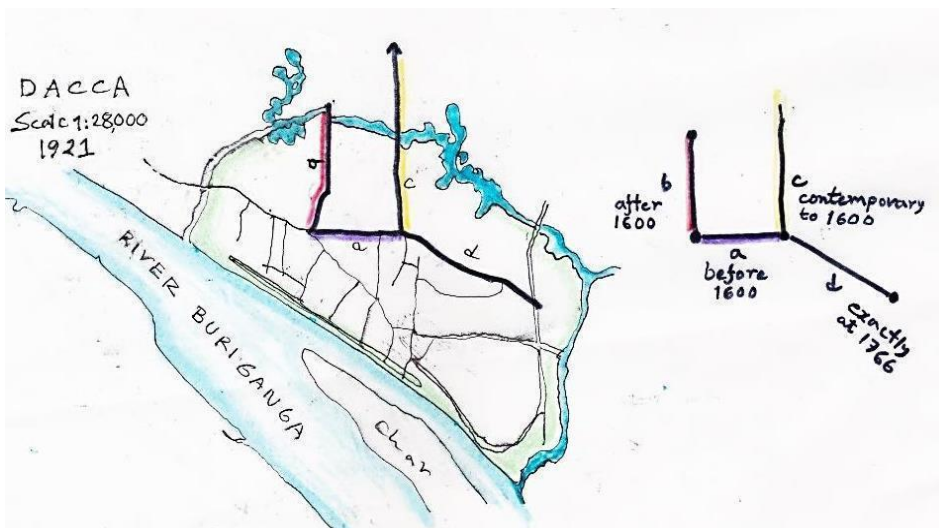 DACCA
Scale 1:28,000
1921
RIVER BURIGANGA
Char
b
a
c
d
b
after
1600
a
before
1600
c
contemporary
to 1600
d
exactly
at 1766